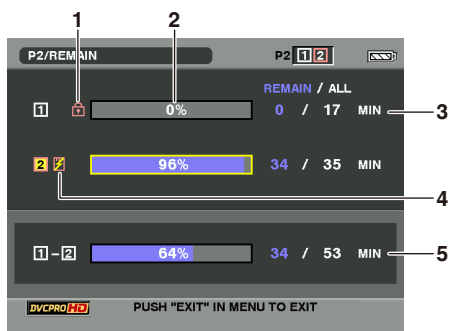 1 2
P2/REMAIN P2 1 2
REMAIN / ALL
1 0% 0 / 17 MIN 3
2 96% 34 / 35 MIN
4
1-2 64% 34 / 53 MIN 5
DVCPRO HD PUSH "EXIT" IN MENU TO EXIT